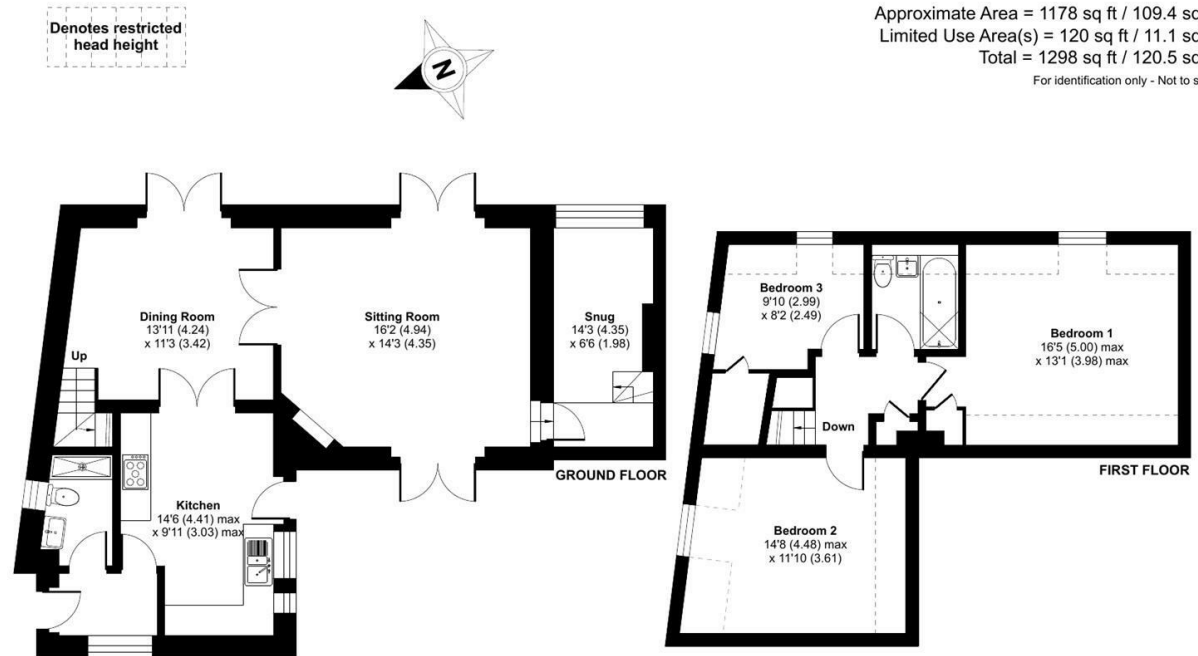 Denotes restricted
head height
N
Approximate Area = 1178 sq ft / 109.4 sq
Limited Use Area(s) = 120 sq ft / 11.1 sq
Total = 1298 sq ft / 120.5 sq
For identification only - Not to s
Dining Room
13'11 (4.24)
x 11'3 (3.42)
Up
Sitting Room
16'2 (4.94)
x 14'3 (4.35)
Snug
14'3 (4.35)
x 6'6 (1.98)
Kitchen
14'6 (4.41) max
x 9'11 (3.03) max
GROUND FLOOR
Bedroom 3
9'10 (2.99)
x 8'2 (2.49)
Bedroom 1
16'5 (5.00) max
x 13'1 (3.98) max
Down
Bedroom 2
14'8 (4.48) max
x 11'10 (3.61)
FIRST FLOOR